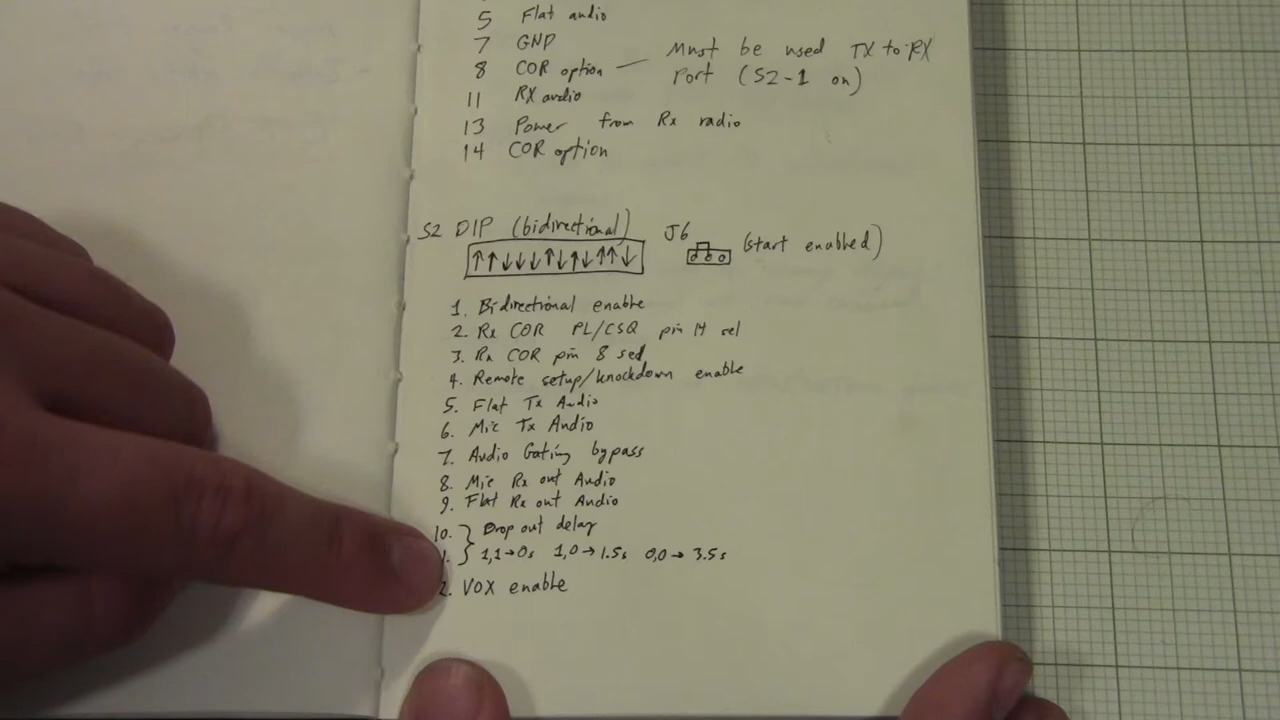 5 Flat audio
7 GND
8 COR option — Must be used TX to RX
port (S2-1 on)
11 RX audio
13 Power from Rx radio
14 COR option
S2 DIP (bidirectional) J6 (start enabled)
↑↑↓↓↓↑↓↑↓↑↑↓
1. Bidirectional enable
2. Rx COR PL/CSQ pin 14 sel
3. Rx COR pin 8 sel
4. Remote setup/knockdown enable
5. Flat Tx Audio
6. Mic Tx Audio
7. Audio Gating bypass
8. Mic Rx out Audio
9. Flat Rx out Audio
10. } Drop out delay
1. } 1,1→0s 1,0→1.5s 0,0→3.5s
2. VOX enable